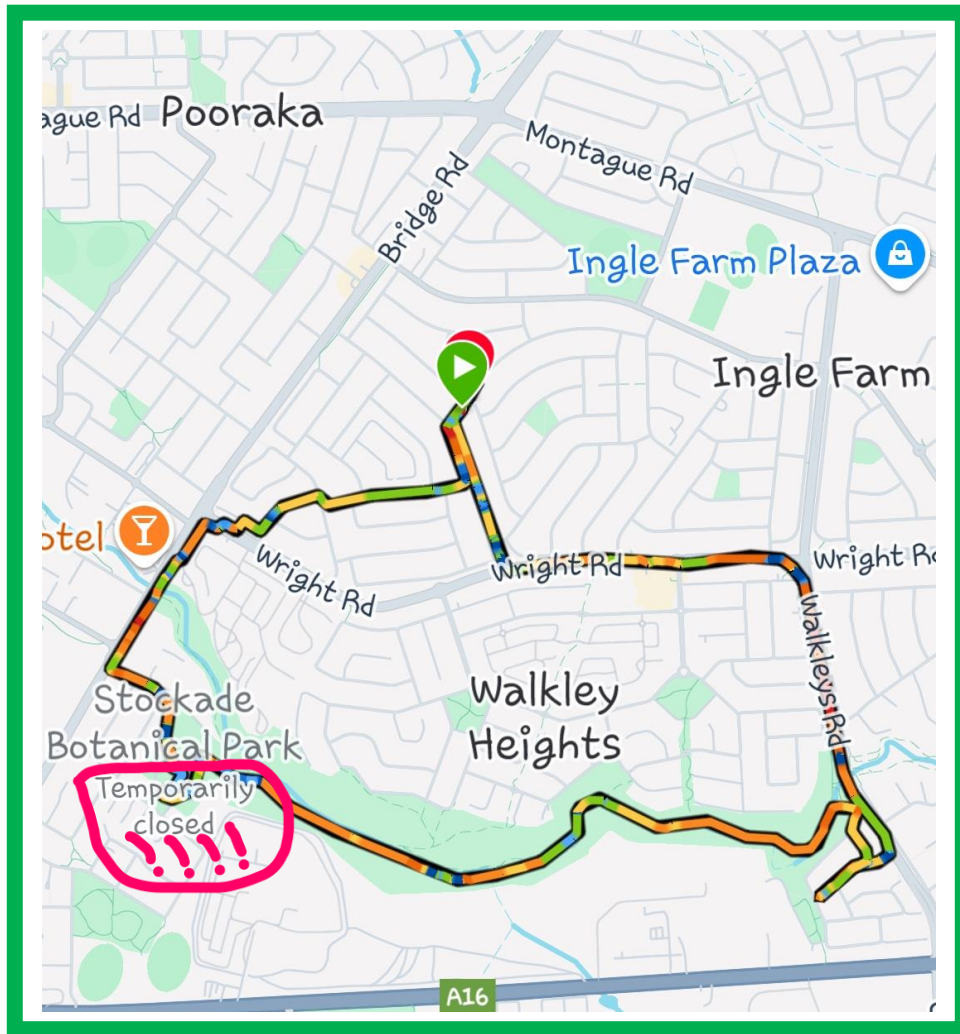 ague Rd
Pooraka
Montague Rd
Bridge Rd
Ingle Farm Plaza
Ingle Farm
otel
Wright Rd
Wright Rd
Wright Rd
Walkleys Rd
Walkley
Heights
Stockade
Botanical Park
Temporarily
closed
!!!!
A16